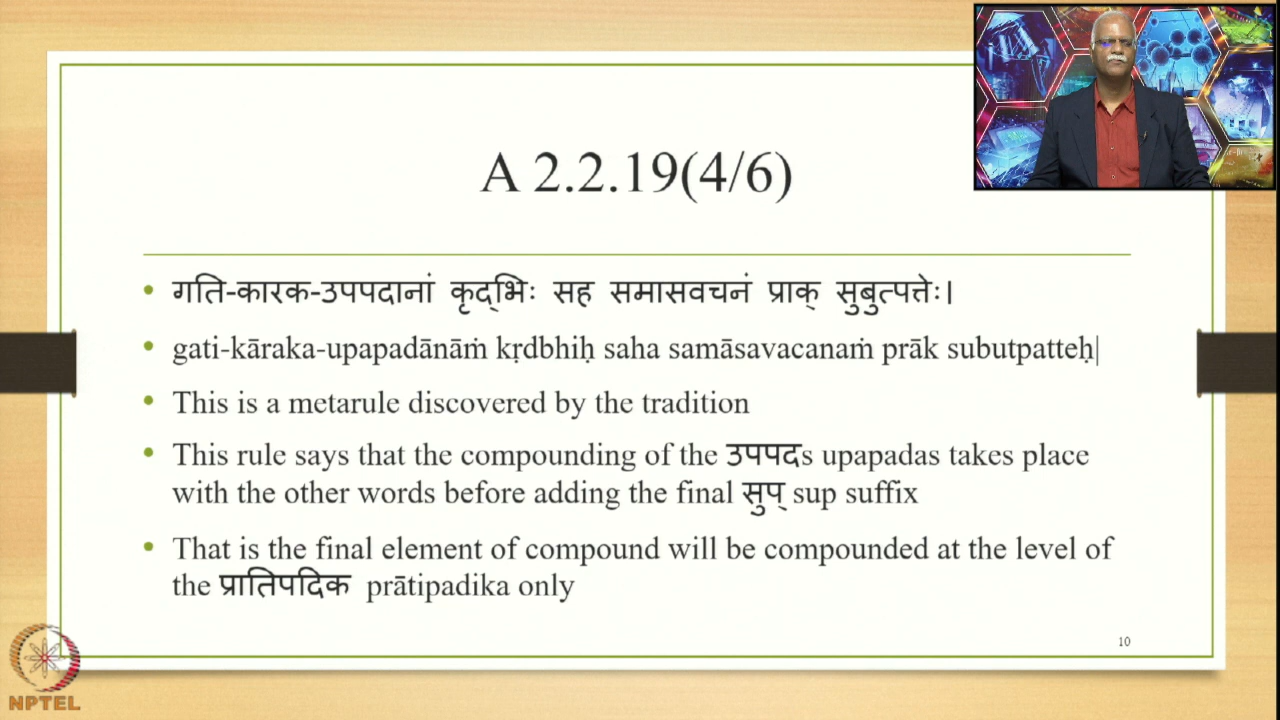 A 2.2.19(4/6)
• गति-कारक-उपपदानां कृद्भिः सह समासवचनं प्राक् सुबुत्पत्तेः।
• gati-kāraka-upapadānāṁ kṛdbhiḥ saha samāsavacanaṁ prāk subutpatteḥ|
• This is a metarule discovered by the tradition
• This rule says that the compounding of the उपपदs upapadas takes place
with the other words before adding the final सुप् sup suffix
• That is the final element of compound will be compounded at the level of
the प्रातिपदिक prātipadika only
10
NPTEL